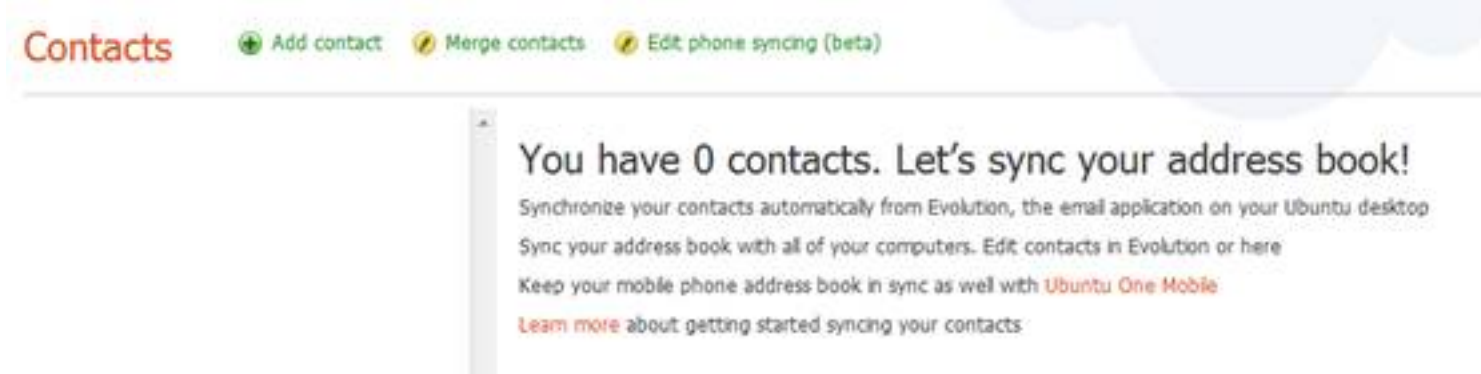 Contacts Add contact Merge contacts Edit phone syncing (beta)
You have 0 contacts. Let's sync your address book!
Synchronize your contacts automatically from Evolution, the email application on your Ubuntu desktop
Sync your address book with all of your computers. Edit contacts in Evolution or here
Keep your mobile phone address book in sync as well with Ubuntu One Mobile
Learn more about getting started syncing your contacts